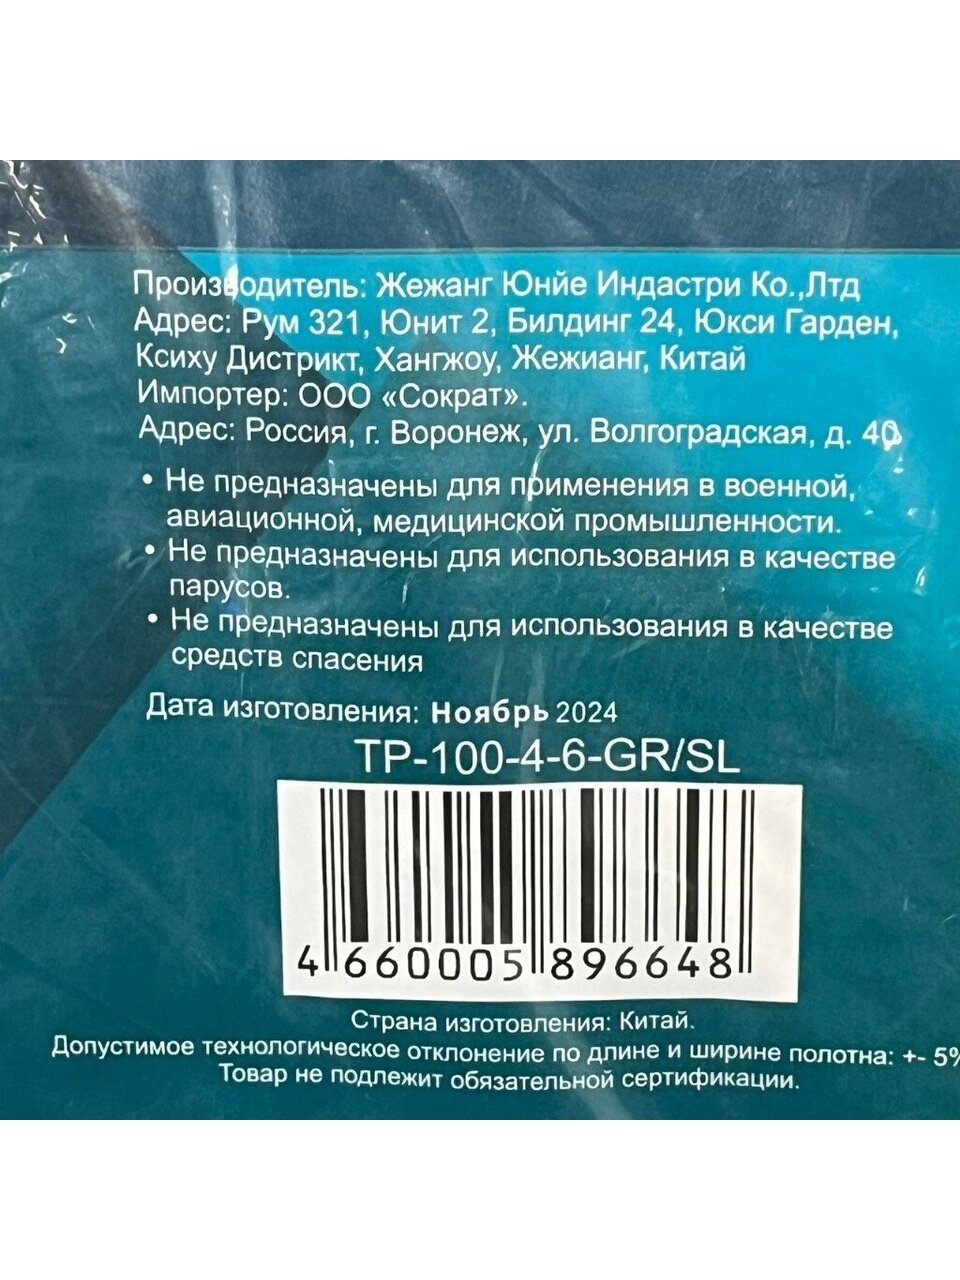 Производитель: Жежанг Юнйе Индастри Ко.,Лтд
Адрес: Рум 321, Юнит 2, Билдинг 24, Юкси Гарден,
Ксиху Дистрикт, Хангжоу, Жежианг, Китай
Импортер: ООО «Сократ».
Адрес: Россия, г. Воронеж, ул. Волгоградская, д. 40
• Не предназначены для применения в военной,
авиационной, медицинской промышленности.
• Не предназначены для использования в качестве
парусов.
• Не предназначены для использования в качестве
средств спасения
Дата изготовления: Ноябрь 2024
TP-100-4-6-GR/SL
4 660005 896648
Страна изготовления: Китай.
Допустимое технологическое отклонение по длине и ширине полотна: +- 5%
Товар не подлежит обязательной сертификации.